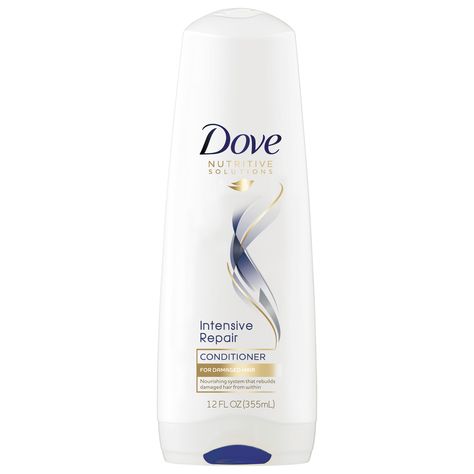 Dove
NUTRITIVE
SOLUTIONS
Intensive
Repair
CONDITIONER
FOR DAMAGED HAIR
Nourishing system that rebuilds
damaged hair from within
12 FL OZ (355mL)